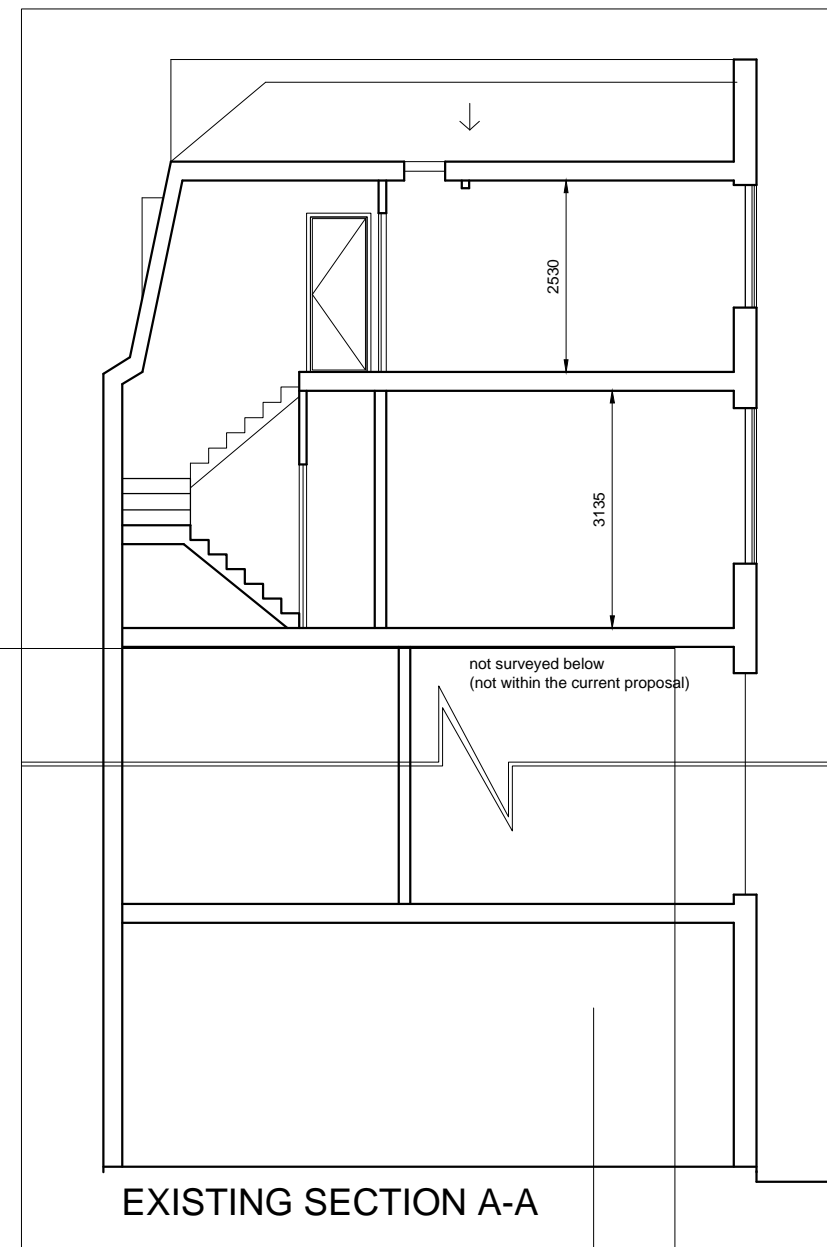 2530
3135
not surveyed below
(not within the current proposal)
EXISTING SECTION A-A